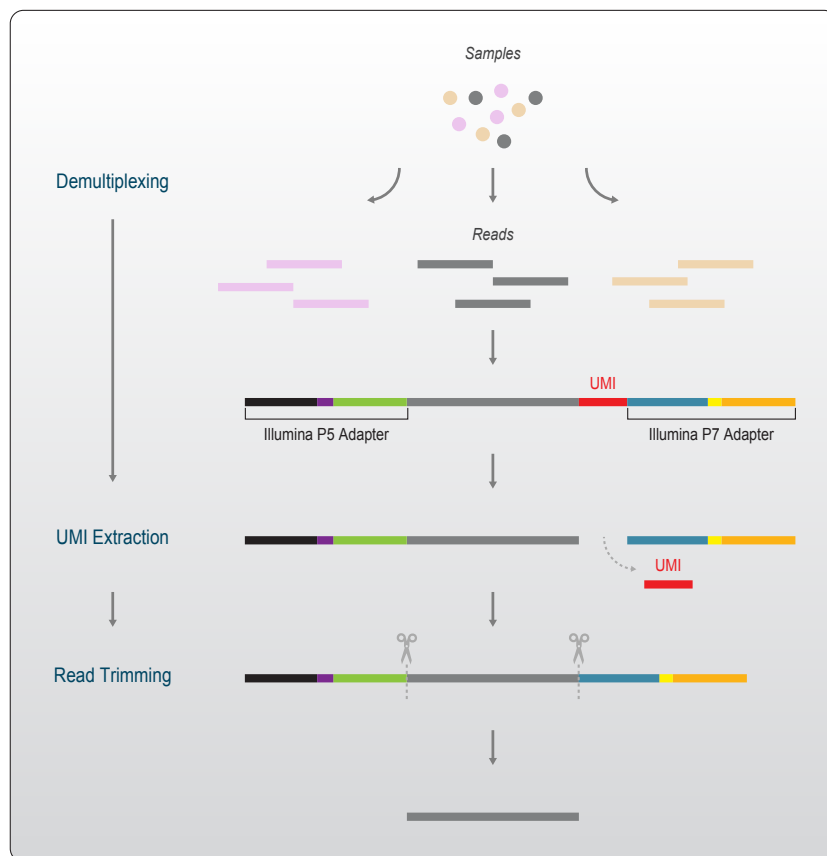 Samples
Demultiplexing
Reads
UMI
Illumina P5 Adapter
Illumina P7 Adapter
UMI Extraction
UMI
Read Trimming